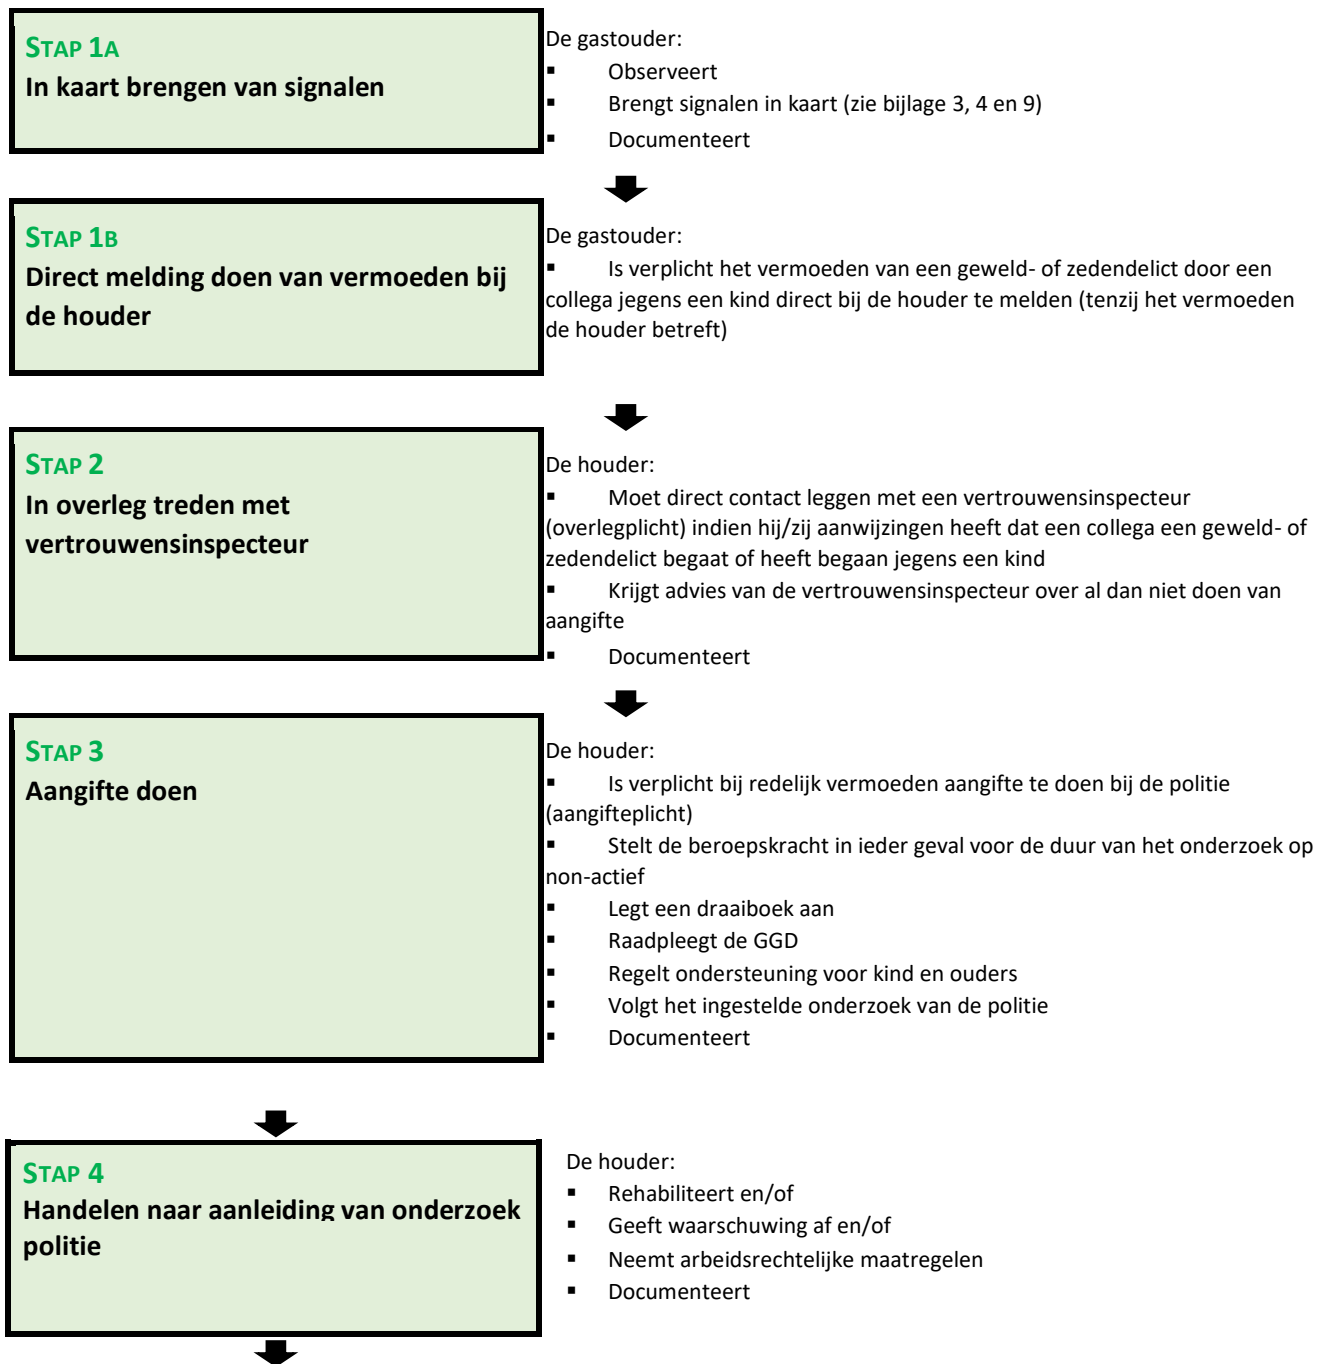 STAP 1A
In kaart brengen van signalen
De gastouder:
▪ Observeert
▪ Brengt signalen in kaart (zie bijlage 3, 4 en 9)
▪ Documenteert
STAP 1B
Direct melding doen van vermoeden bij
de houder
De gastouder:
▪ Is verplicht het vermoeden van een geweld- of zedendelict door een
collega jegens een kind direct bij de houder te melden (tenzij het vermoeden
de houder betreft)
STAP 2
In overleg treden met
vertrouwensinspecteur
De houder:
▪ Moet direct contact leggen met een vertrouwensinspecteur
(overlegplicht) indien hij/zij aanwijzingen heeft dat een collega een geweld- of
zedendelict begaat of heeft begaan jegens een kind
▪ Krijgt advies van de vertrouwensinspecteur over al dan niet doen van
aangifte
▪ Documenteert
STAP 3
Aangifte doen
De houder:
▪ Is verplicht bij redelijk vermoeden aangifte te doen bij de politie
(aangifteplicht)
▪ Stelt de beroepskracht in ieder geval voor de duur van het onderzoek op
non-actief
▪ Legt een draaiboek aan
▪ Raadpleegt de GGD
▪ Regelt ondersteuning voor kind en ouders
▪ Volgt het ingestelde onderzoek van de politie
▪ Documenteert
STAP 4
Handelen naar aanleiding van onderzoek
politie
De houder:
▪ Rehabiliteert en/of
▪ Geeft waarschuwing af en/of
▪ Neemt arbeidsrechtelijke maatregelen
▪ Documenteert